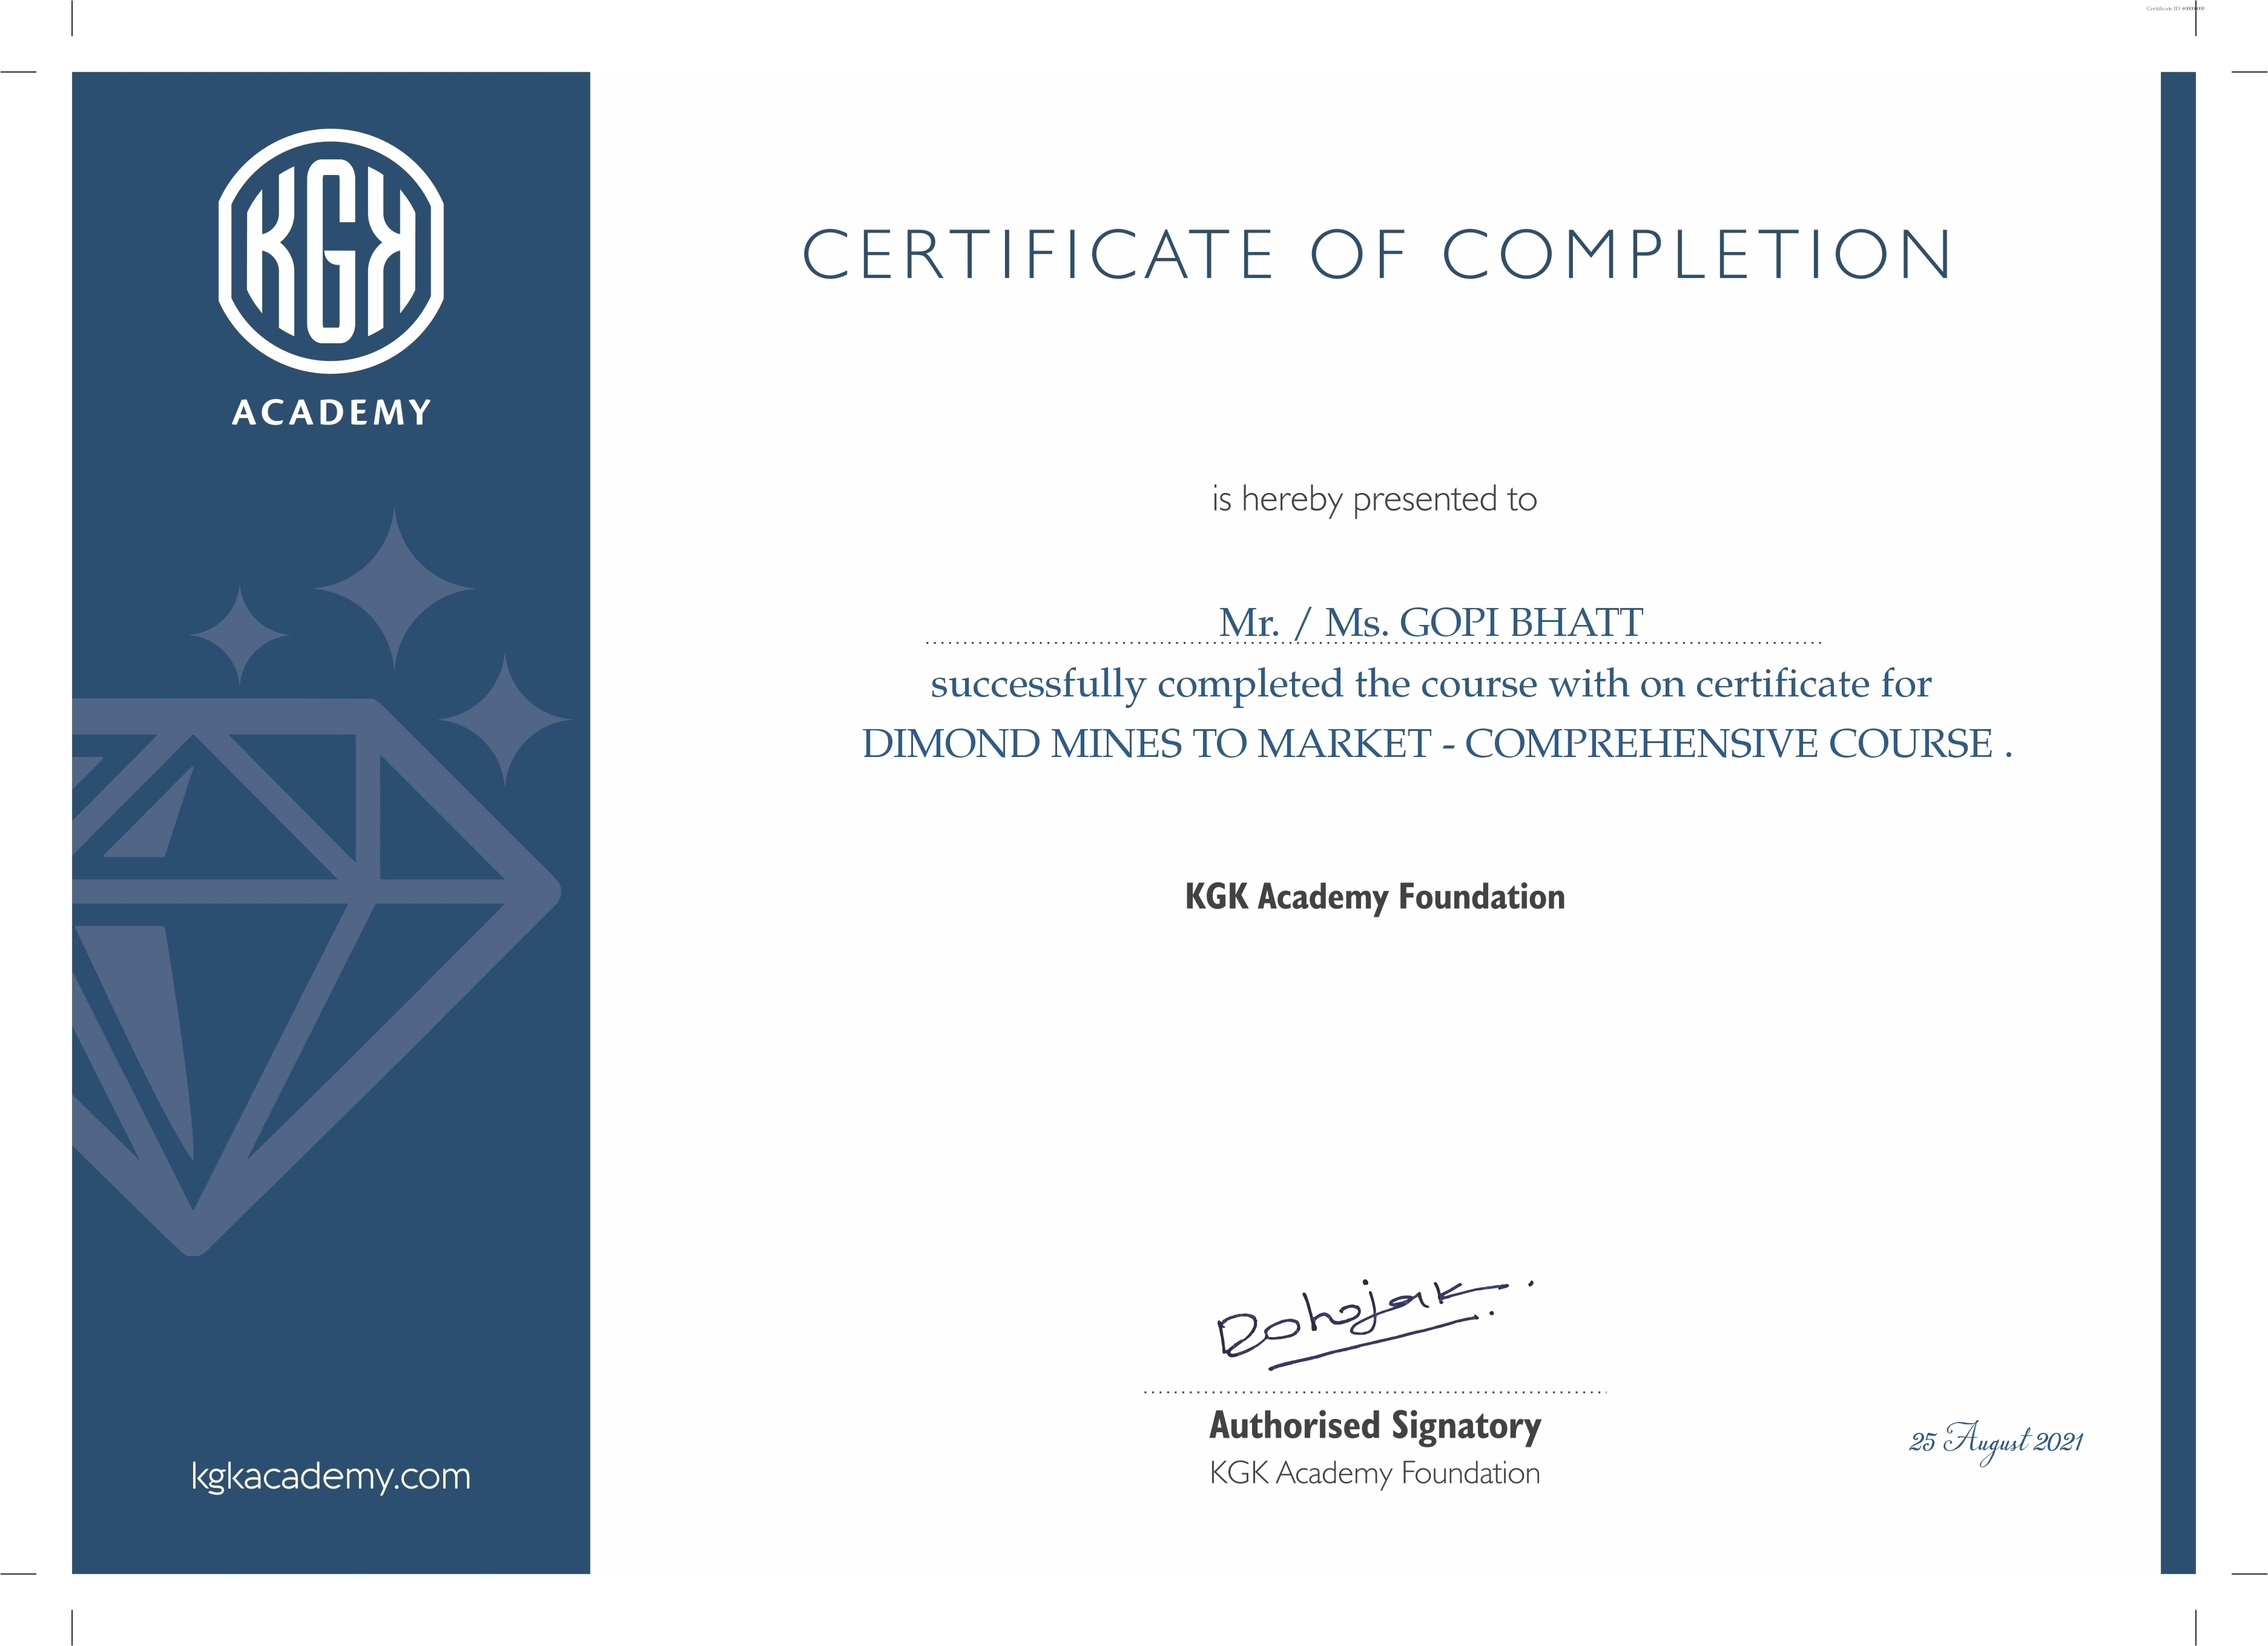 Certificate ID
KGK
ACADEMY
CERTIFICATE OF COMPLETION
is hereby presented to
Mr. / Ms. GOPI BHATT
successfully completed the course with on certificate for
DIMOND MINES TO MARKET - COMPREHENSIVE COURSE .
KGK Academy Foundation
Authorised Signatory
KGK Academy Foundation
25 August 2021
kgkacademy.com